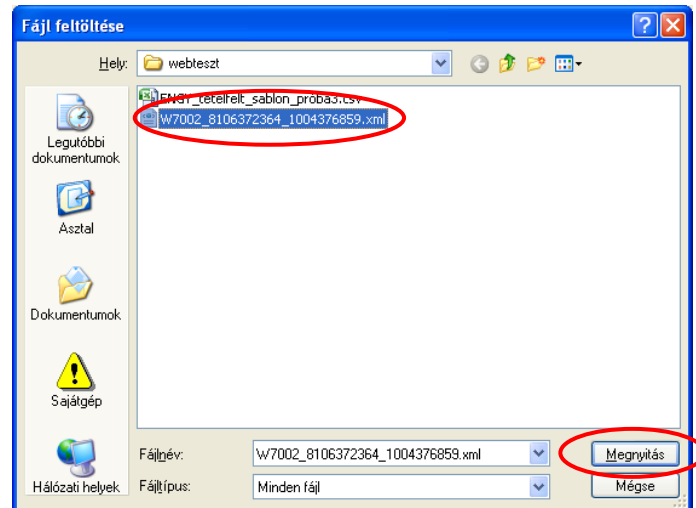 Fájl feltöltése
Hely:
webteszt
ENGY_tételfelt_sablon_próba3.csv
W7002_8106372364_1004376859.xml
Legutóbbi
dokumentumok
Asztal
Dokumentumok
Sajátgép
Hálózati helyek
Fájlnév:
W7002_8106372364_1004376859.xml
Megnyitás
Fájltípus:
Minden fájl
Mégse